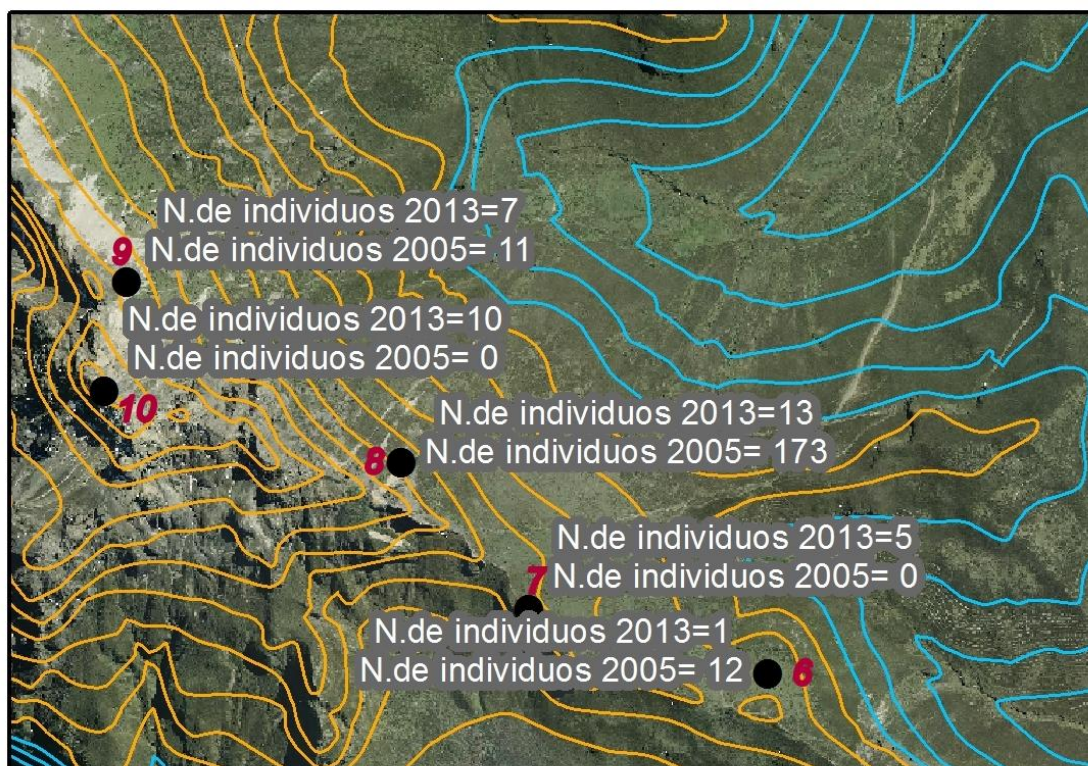 N.de individuos 2013=7
N.de individuos 2005= 11
9
N.de individuos 2013=10
N.de individuos 2005= 0
10
N.de individuos 2013=13
8
N.de individuos 2005= 173
N.de individuos 2013=5
7
N.de individuos 2005= 0
N.de individuos 2013=1
N.de individuos 2005= 12
6